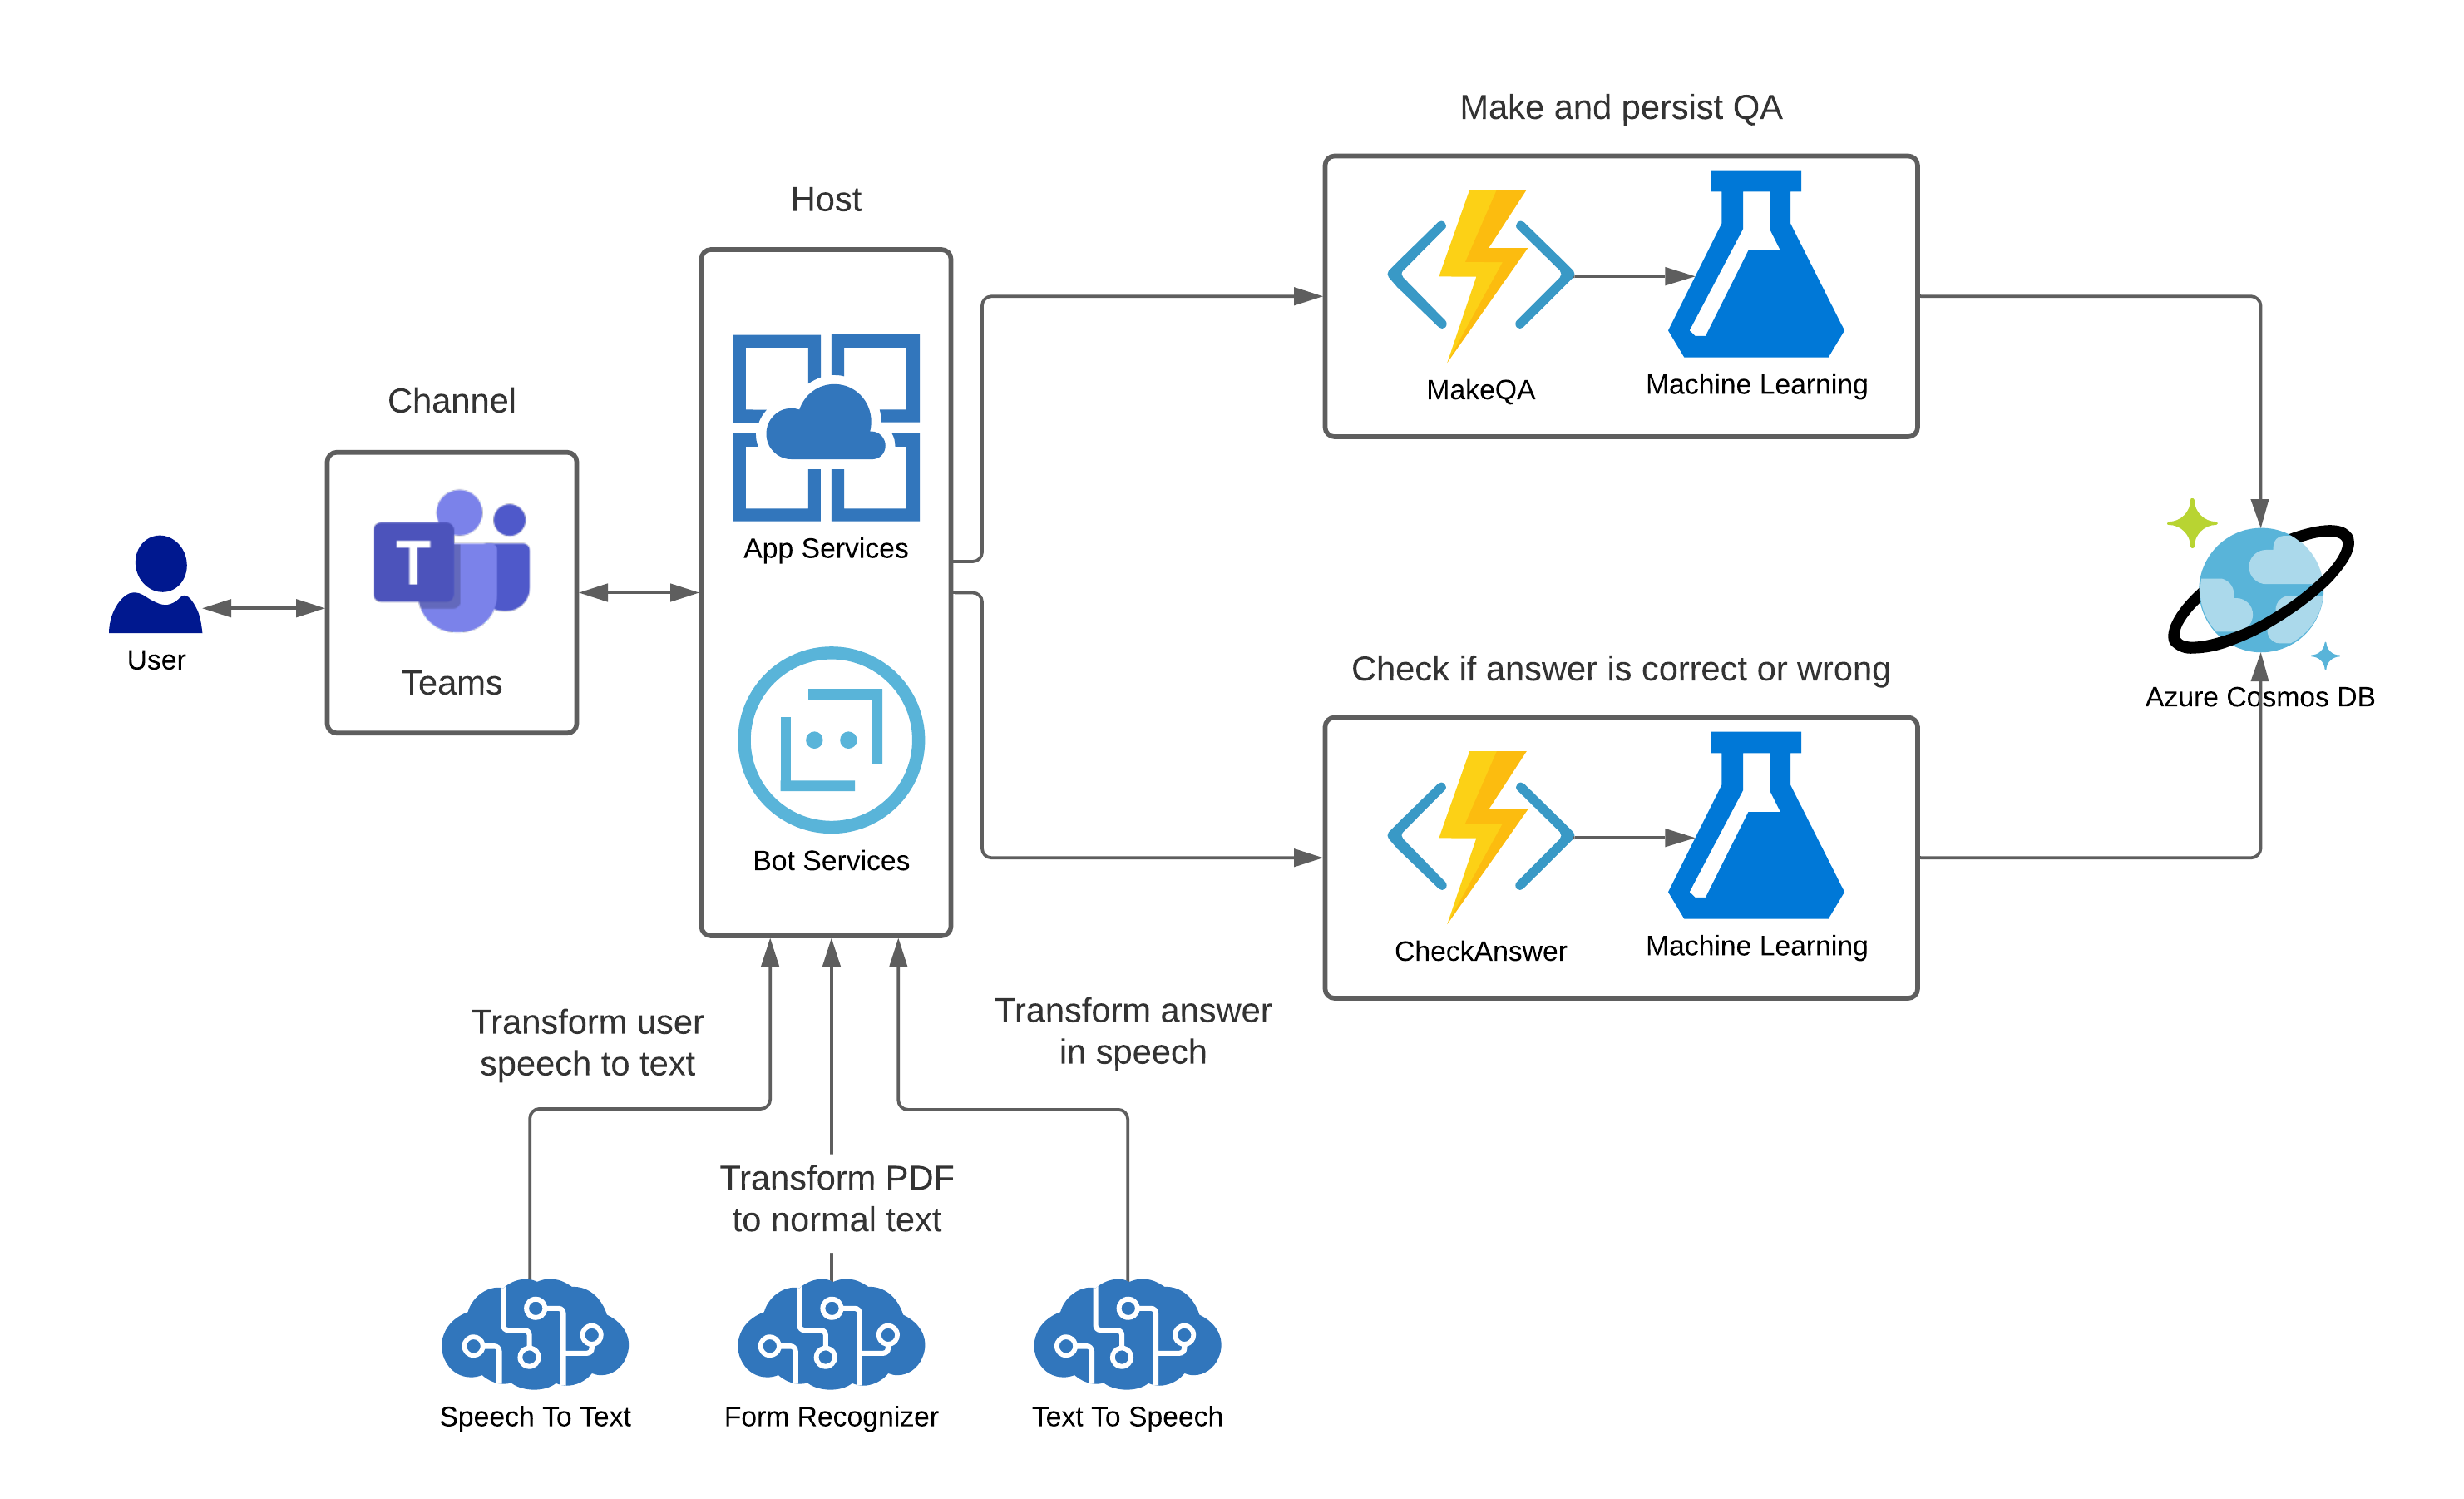 Make and persist QA
Host
MakeQA
Machine Learning
Channel
T
Teams
User
App Services
Bot Services
Check if answer is correct or wrong
Azure Cosmos DB
CheckAnswer
Machine Learning
Transform user
speech to text
Transform answer
in speech
Transform PDF
to normal text
Speech To Text
Form Recognizer
Text To Speech